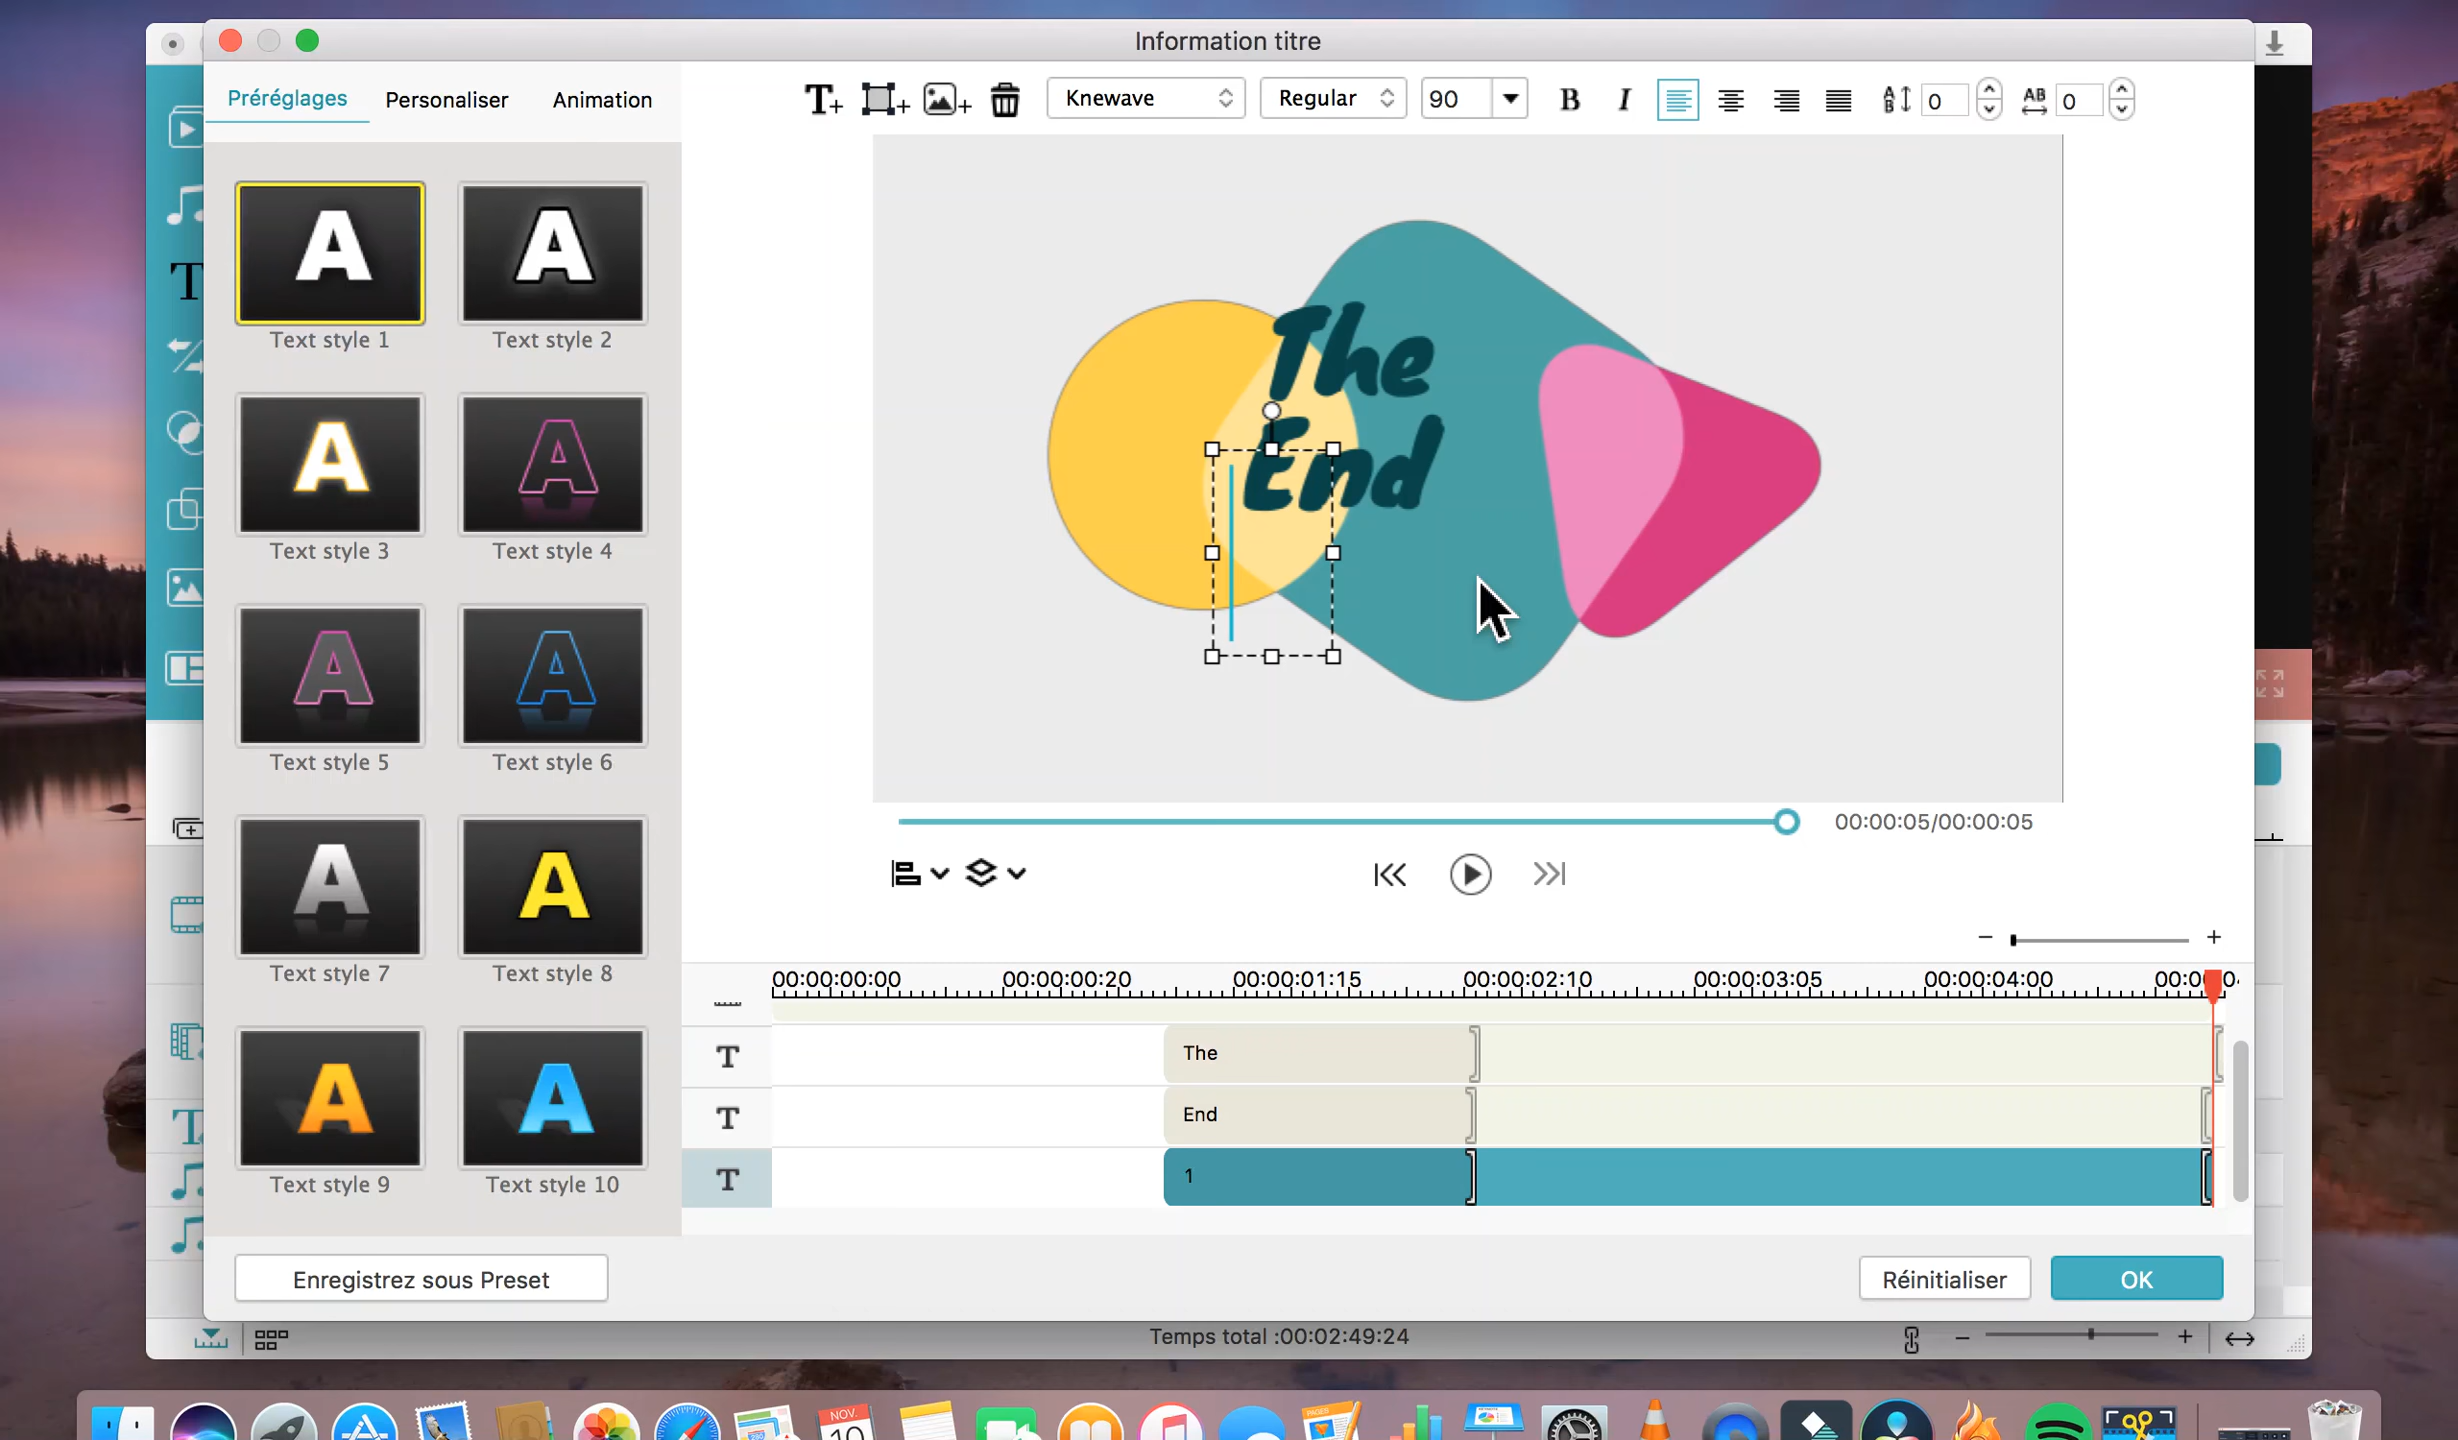 Information titre
Préréglages
Personaliser
Animation
Knewave
Regular
90
B
I
0
AB
0
Text style 1
Text style 2
Text style 3
Text style 4
Text style 5
Text style 6
Text style 7
Text style 8
Text style 9
Text style 10
The
End
00:00:05/00:00:05
00:00:00:00
00:00:00:20
00:00:01:15
00:00:02:10
00:00:03:05
00:00:04:00
The
End
1
Enregistrez sous Preset
Réinitialiser
OK
Temps total :00:02:49:24
NOV.
10
PAGES